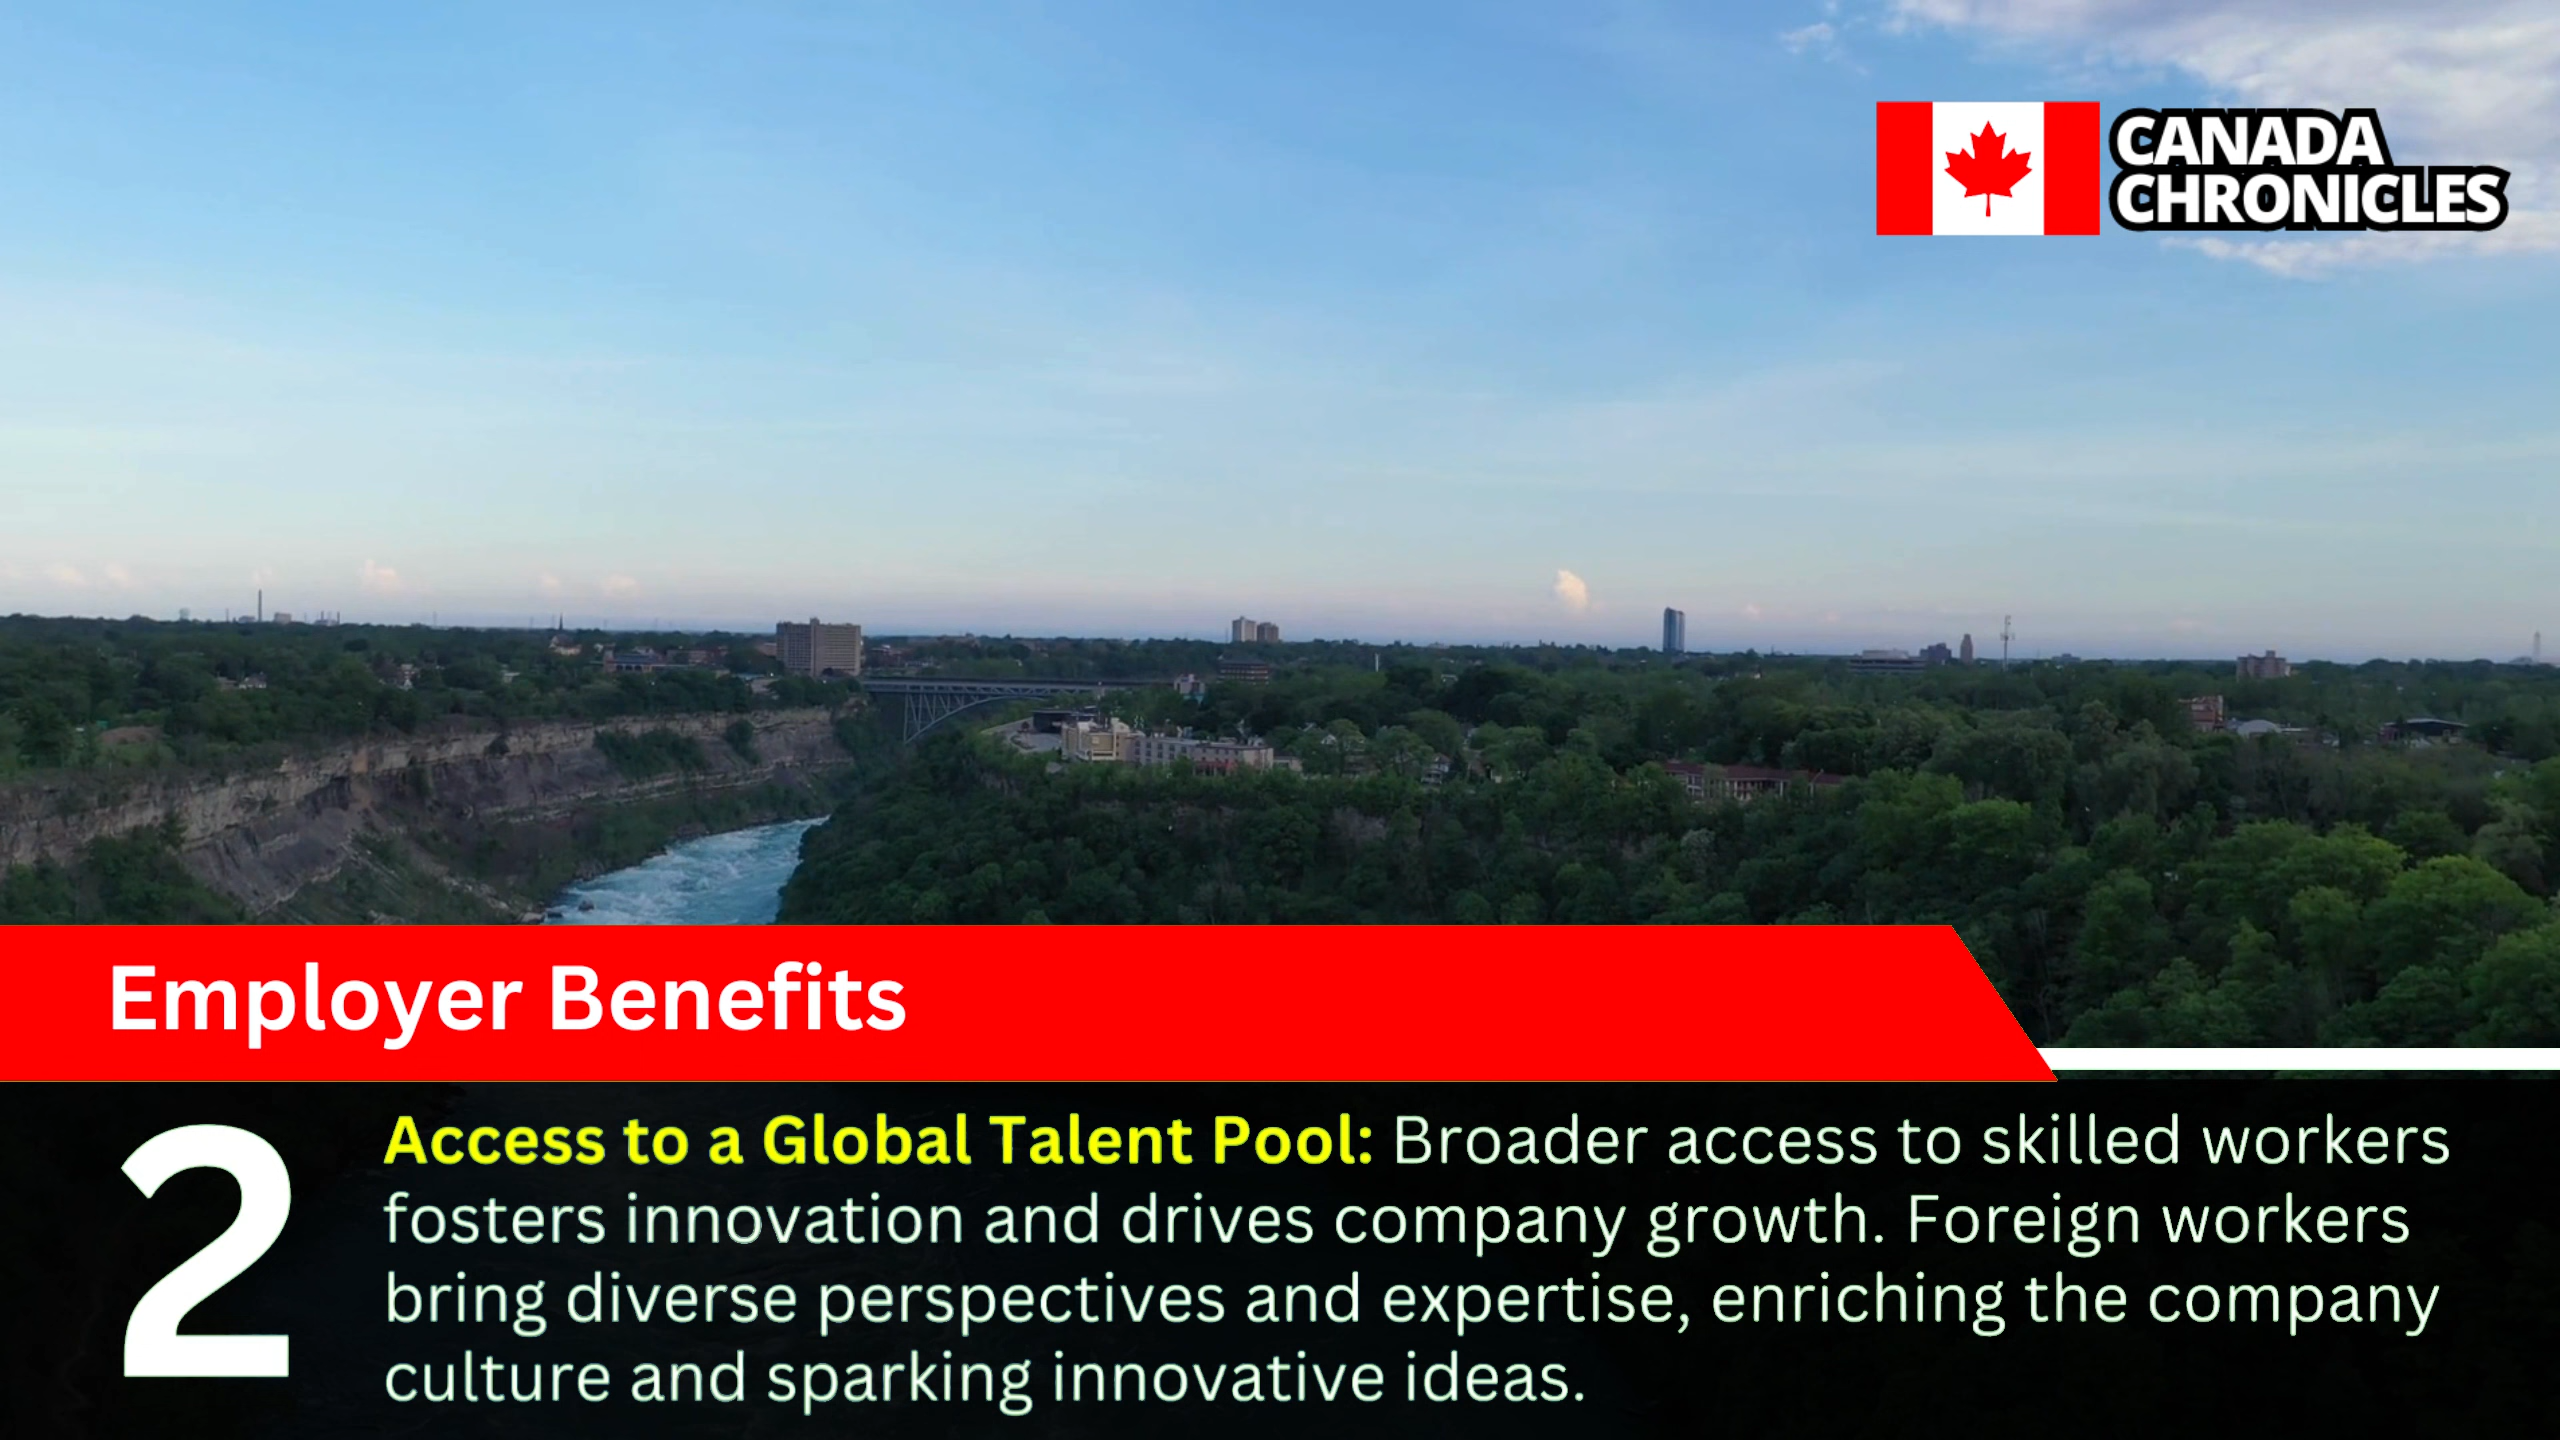 CANADA
CHRONICLES
Employer Benefits
2
Access to a Global Talent Pool: Broader access to skilled workers
fosters innovation and drives company growth. Foreign workers
bring diverse perspectives and expertise, enriching the company
culture and sparking innovative ideas.